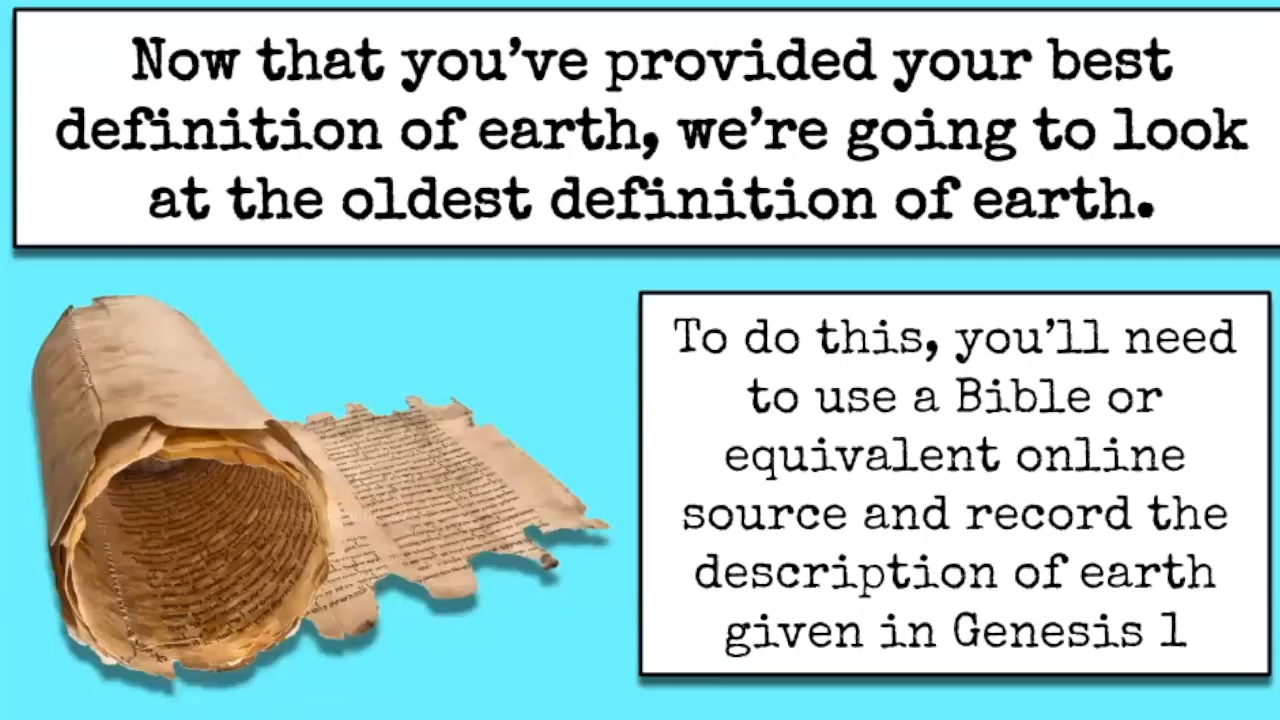 Now that you’ve provided your best
definition of earth, we’re going to look
at the oldest definition of earth.
To do this, you’ll need
to use a Bible or
equivalent online
source and record the
description of earth
given in Genesis 1